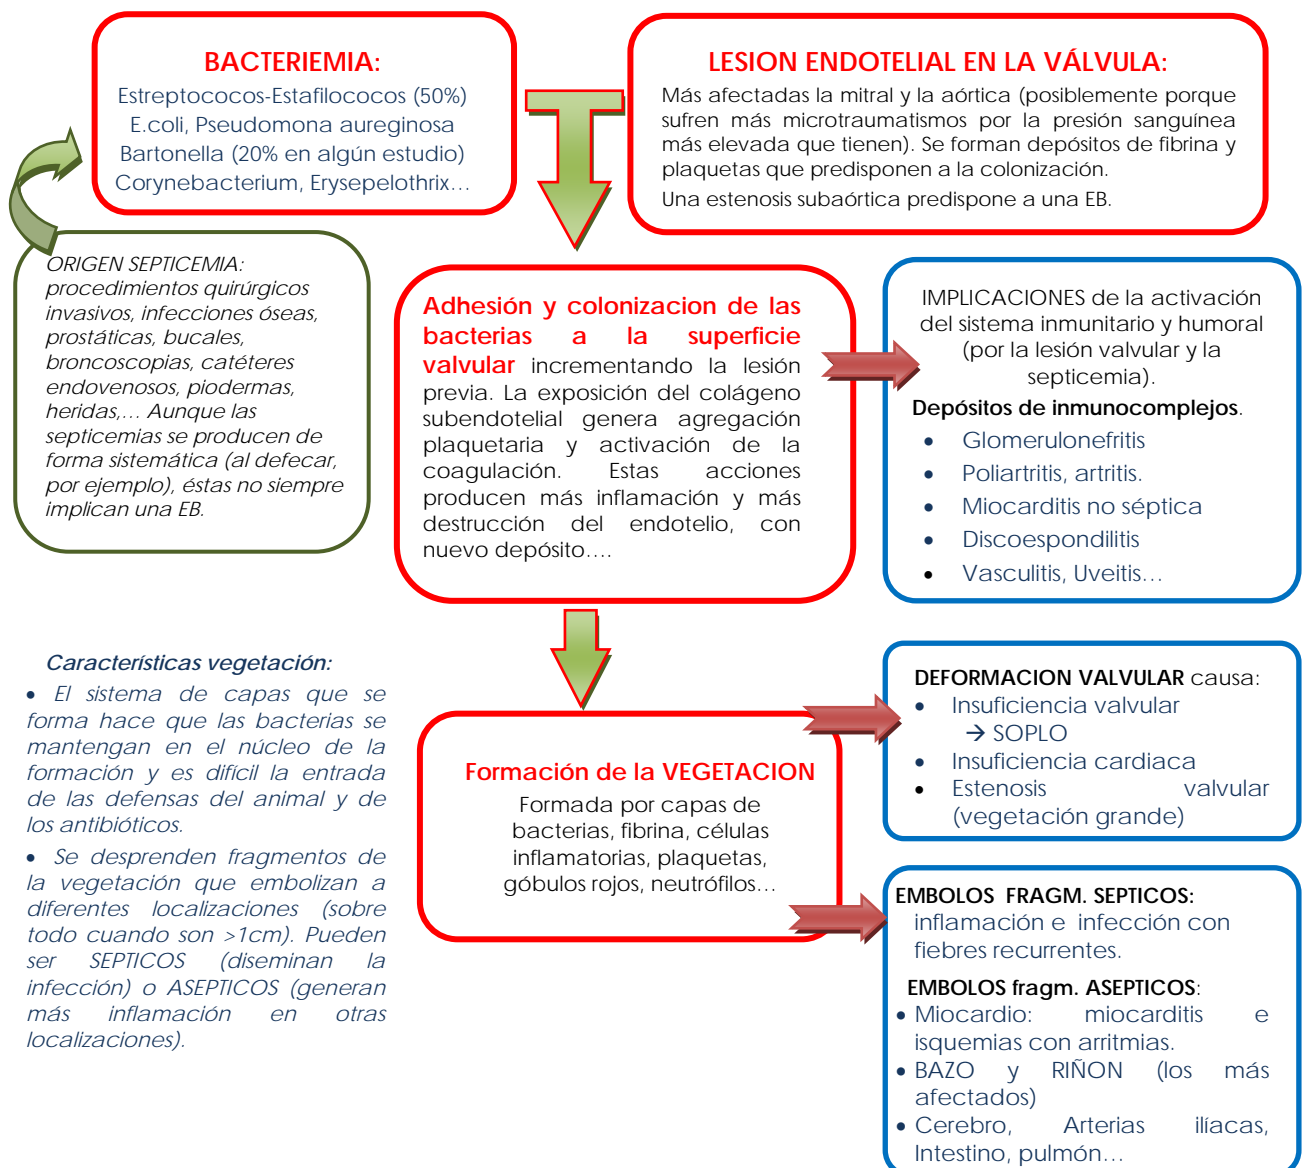 BACTERIEMIA:
Estreptococos-Estafilococos (50%)
E.coli, Pseudomona aureginosa
Bartonella (20% en algún estudio)
Corynebacterium, Erysepelothrix…
LESION ENDOTELIAL EN LA VÁLVULA:
Más afectadas la mitral y la aórtica (posiblemente porque
sufren más microtraumatismos por la presión sanguínea
más elevada que tienen). Se forman depósitos de fibrina y
plaquetas que predisponen a la colonización.
Una estenosis subaórtica predispone a una EB.
ORIGEN SEPTICEMIA:
procedimientos quirúrgicos
invasivos, infecciones óseas,
prostáticas, bucales,
broncoscopias, catéteres
endovenosos, piodermas,
heridas,… Aunque las
septicemias se producen de
forma sistemática (al defecar,
por ejemplo), éstas no siempre
implican una EB.
Adhesión y colonizacion de las
bacterias a la superficie
valvular incrementando la lesión
previa. La exposición del colágeno
subendotelial genera agregación
plaquetaria y activación de la
coagulación. Estas acciones
producen más inflamación y más
destrucción del endotelio, con
nuevo depósito….
IMPLICACIONES de la activación
del sistema inmunitario y humoral
(por la lesión valvular y la
septicemia).
Depósitos de inmunocomplejos.
• Glomerulonefritis
• Poliartritis, artritis.
• Miocarditis no séptica
• Discoespondilitis
• Vasculitis, Uveitis…
Características vegetación:
• El sistema de capas que se
forma hace que las bacterias se
mantengan en el núcleo de la
formación y es difícil la entrada
de las defensas del animal y de
los antibióticos.
• Se desprenden fragmentos de
la vegetación que embolizan a
diferentes localizaciones (sobre
todo cuando son >1cm). Pueden
ser SEPTICOS (diseminan la
infección) o ASEPTICOS (generan
más inflamación en otras
localizaciones).
Formación de la VEGETACION
Formada por capas de
bacterias, fibrina, células
inflamatorias, plaquetas,
góbulos rojos, neutrófilos…
DEFORMACION VALVULAR causa:
• Insuficiencia valvular
→ SOPLO
• Insuficiencia cardiaca
• Estenosis valvular
(vegetación grande)
EMBOLOS FRAGM. SEPTICOS:
inflamación e infección con
fiebres recurrentes.
EMBOLOS fragm. ASEPTICOS:
• Miocardio: miocarditis e
isquemias con arritmias.
• BAZO y RIÑON (los más
afectados)
• Cerebro, Arterias ilíacas,
Intestino, pulmón…